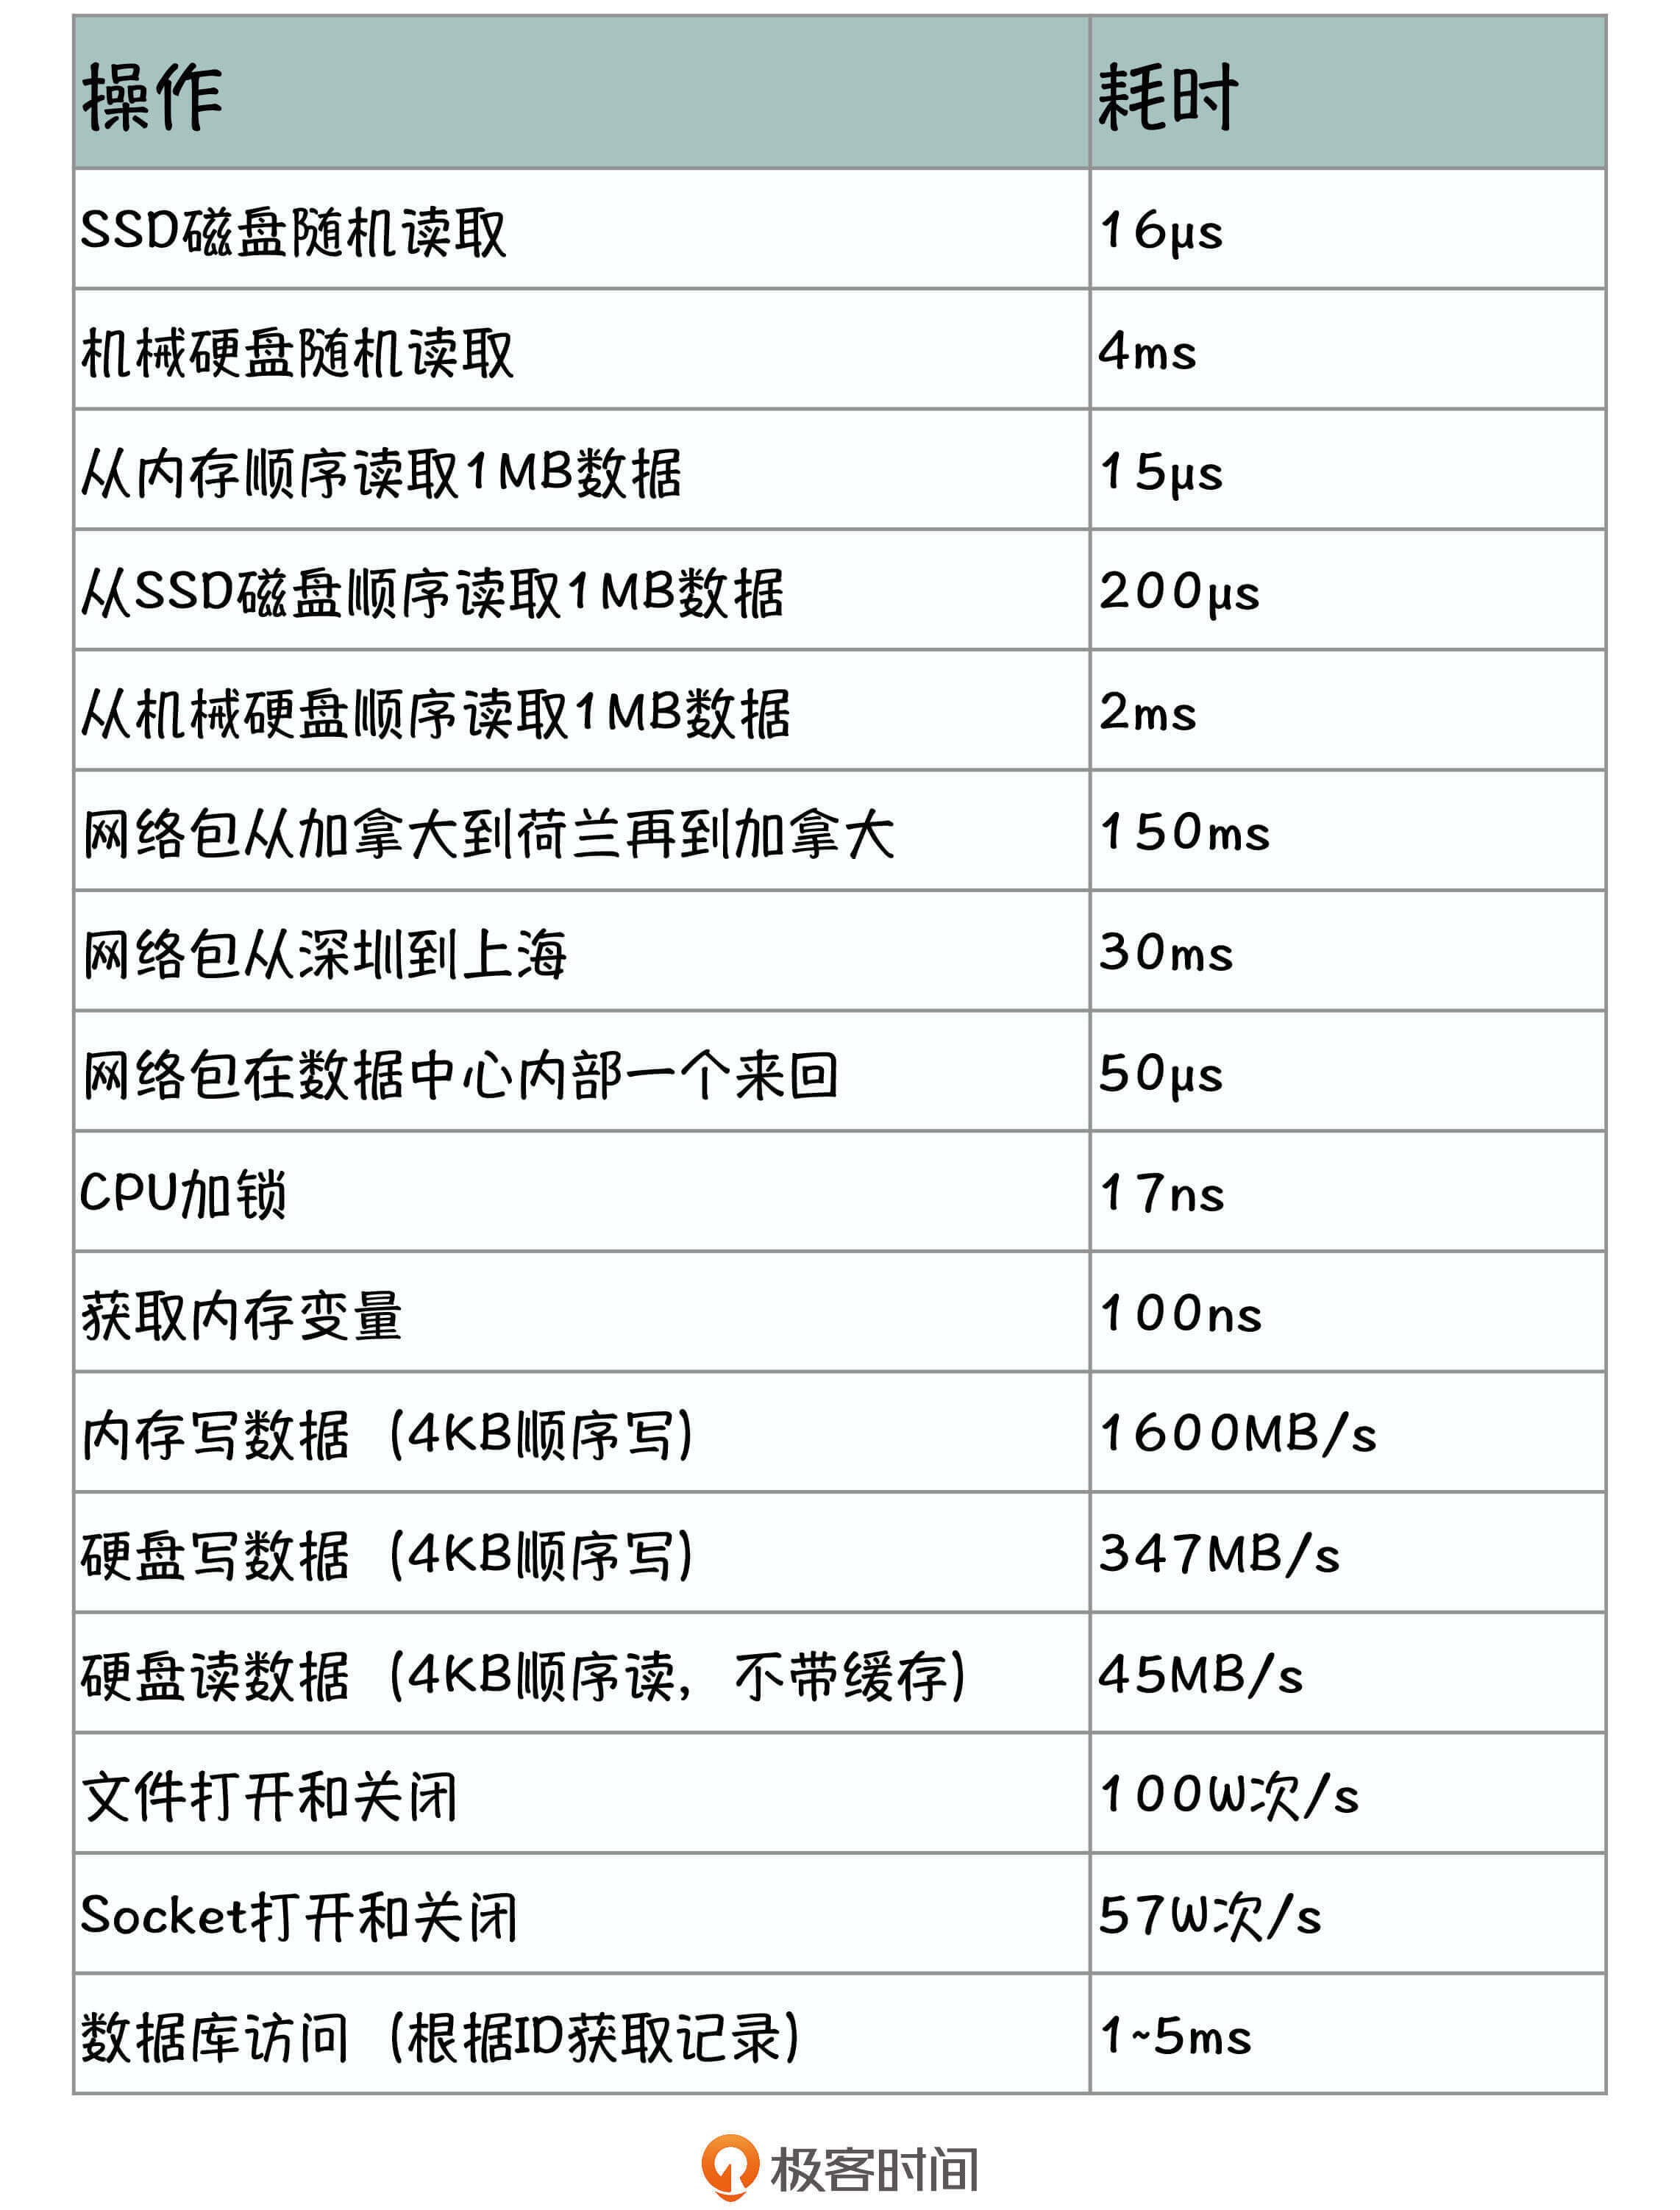 操作 耗时
SSD磁盘随机读取 16μs
机械硬盘随机读取 4ms
从内存顺序读取1MB数据 15μs
从SSD磁盘顺序读取1MB数据 200μs
从机械硬盘顺序读取1MB数据 2ms
网络包从加拿大到荷兰再到加拿大 150ms
网络包从深圳到上海 30ms
网络包在数据中心内部一个来回 50μs
CPU加锁 17ns
获取内存变量 100ns
内存写数据（4KB顺序写） 1600MB/s
硬盘写数据（4KB顺序写） 347MB/s
硬盘读数据（4KB顺序读，不带缓存） 45MB/s
文件打开和关闭 100W次/s
Socket打开和关闭 57W次/s
数据库访问（根据ID获取记录） 1~5ms
极客时间